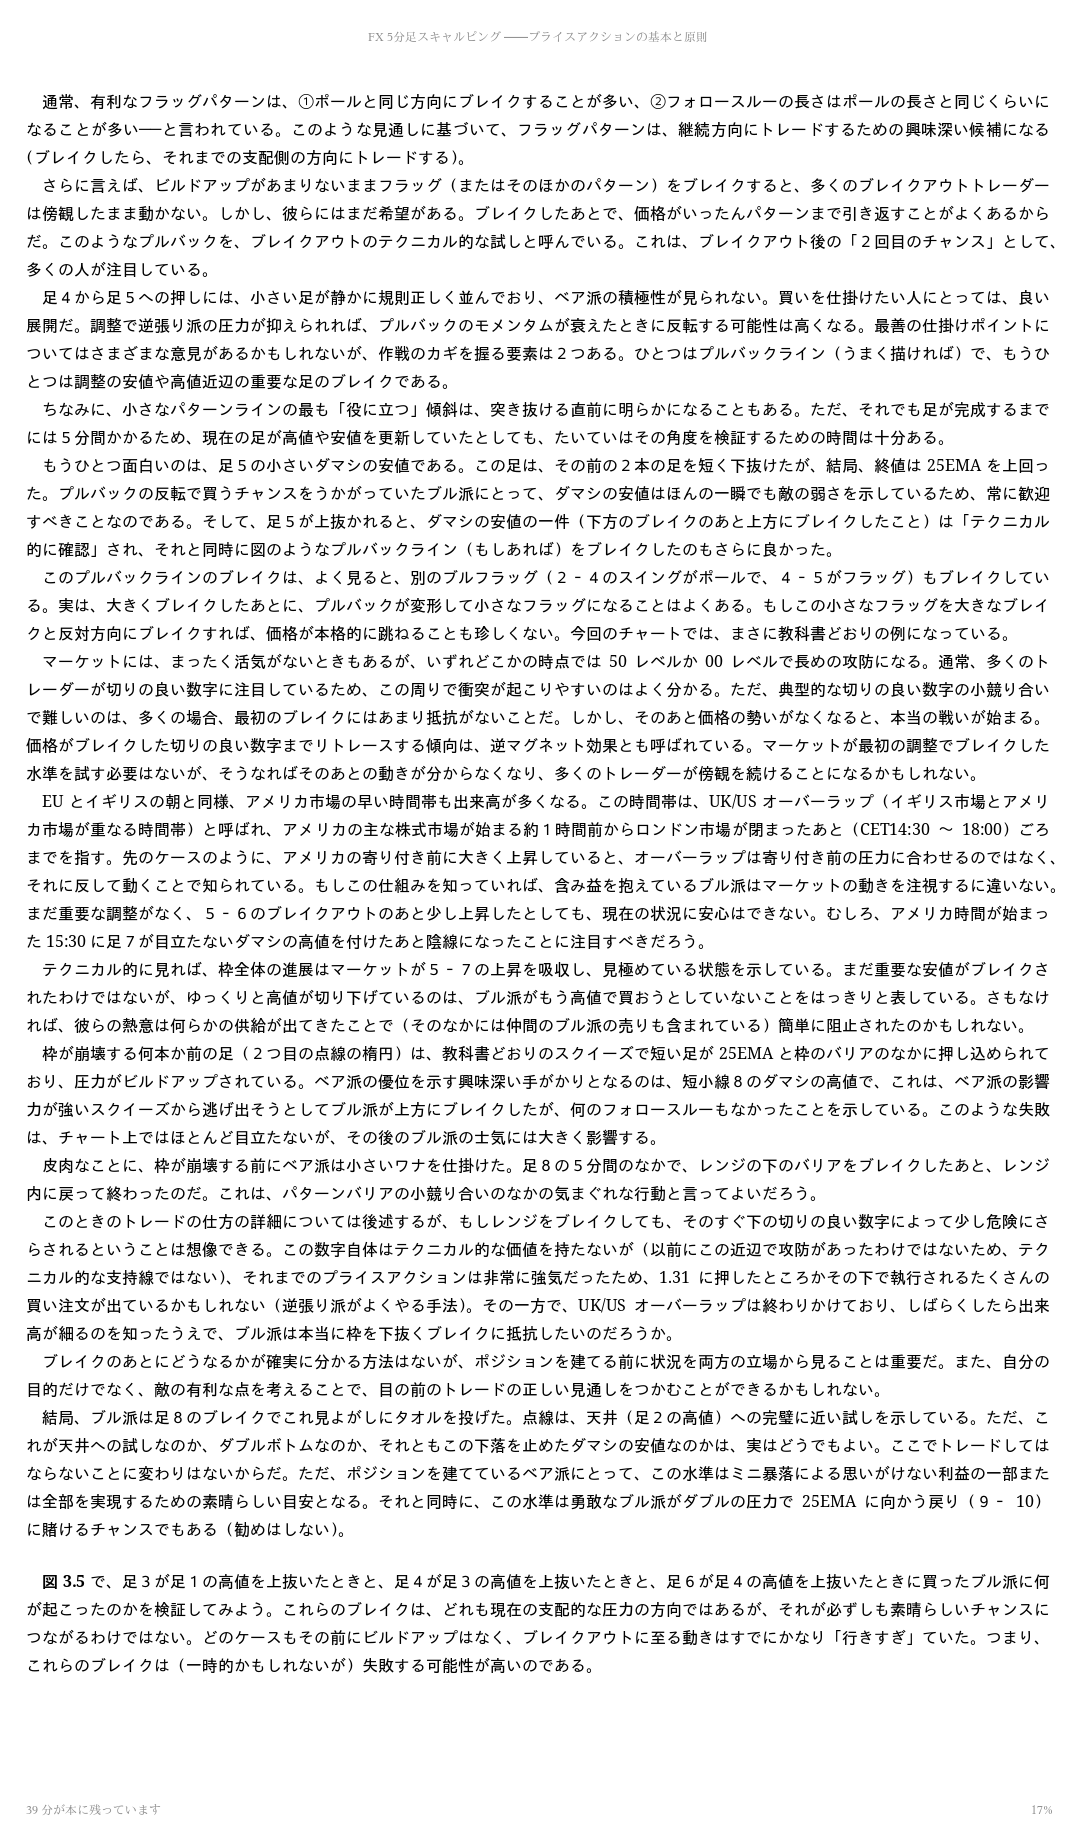 FX 5分足スキャルピング ――プライスアクションの基本と原則
通常、有利なフラッグパターンは、①ポールと同じ方向にブレイクすることが多い、②フォロースルーの長さはポールの長さと同じくらいに
なることが多い――と言われている。このような見通しに基づいて、フラッグパターンは、継続方向にトレードするための興味深い候補になる
(ブレイクしたら、それまでの支配側の方向にトレードする)。
さらに言えば、ビルドアップがあまりないままフラッグ（またはそのほかのパターン）をブレイクすると、多くのブレイクアウトトレーダー
は傍観したまま動かない。しかし、彼らにはまだ希望がある。ブレイクしたあとで、価格がいったんパターンまで引き返すことがよくあるから
だ。このようなプルバックを、ブレイクアウトのテクニカル的な試しと呼んでいる。これは、ブレイクアウト後の「２回目のチャンス」として、
多くの人が注目している。
足４から足５への押しには、小さい足が静かに規則正しく並んでおり、ベア派の積極性が見られない。買いを仕掛けたい人にとっては、良い
展開だ。調整で逆張り派の圧力が抑えられれば、プルバックのモメンタムが衰えたときに反転する可能性は高くなる。最善の仕掛けポイントに
ついてはさまざまな意見があるかもしれないが、作戦のカギを握る要素は２つある。ひとつはプルバックライン（うまく描ければ）で、もうひ
とつは調整の安値や高値近辺の重要な足のブレイクである。
ちなみに、小さなパターンラインの最も「役に立つ」傾斜は、突き抜ける直前に明らかになることもある。ただ、それでも足が完成するまで
には５分間かかるため、現在の足が高値や安値を更新していたとしても、たいていはその角度を検証するための時間は十分ある。
もうひとつ面白いのは、足５の小さいダマシの安値である。この足は、その前の２本の足を短く下抜けたが、結局、終値は 25EMA を上回っ
た。プルバックの反転で買うチャンスをうかがっていたブル派にとって、ダマシの安値はほんの一瞬でも敵の弱さを示しているため、常に歓迎
すべきことなのである。そして、足５が上抜かれると、ダマシの安値の一件（下方のブレイクのあと上方にブレイクしたこと）は「テクニカル
的に確認」され、それと同時に図のようなプルバックライン（もしあれば）をブレイクしたのもさらに良かった。
このプルバックラインのブレイクは、よく見ると、別のブルフラッグ（２‐４のスイングがポールで、４‐５がフラッグ）もブレイクしてい
る。実は、大きくブレイクしたあとに、プルバックが変形して小さなフラッグになることはよくある。もしこの小さなフラッグを大きなブレイ
クと反対方向にブレイクすれば、価格が本格的に跳ねることも珍しくない。今回のチャートでは、まさに教科書どおりの例になっている。
マーケットには、まったく活気がないときもあるが、いずれどこかの時点では 50 レベルか 00 レベルで長めの攻防になる。通常、多くのト
レーダーが切りの良い数字に注目しているため、この周りで衝突が起こりやすいのはよく分かる。ただ、典型的な切りの良い数字の小競り合い
で難しいのは、多くの場合、最初のブレイクにはあまり抵抗がないことだ。しかし、そのあと価格の勢いがなくなると、本当の戦いが始まる。
価格がブレイクした切りの良い数字までリトレースする傾向は、逆マグネット効果とも呼ばれている。マーケットが最初の調整でブレイクした
水準を試す必要はないが、そうなればそのあとの動きが分からなくなり、多くのトレーダーが傍観を続けることになるかもしれない。
EU とイギリスの朝と同様、アメリカ市場の早い時間帯も出来高が多くなる。この時間帯は、UK/US オーバーラップ（イギリス市場とアメリ
カ市場が重なる時間帯）と呼ばれ、アメリカの主な株式市場が始まる約１時間前からロンドン市場が閉まったあと（CET14:30 ～ 18:00）ごろ
までを指す。先のケースのように、アメリカの寄り付き前に大きく上昇していると、オーバーラップは寄り付き前の圧力に合わせるのではなく、
それに反して動くことで知られている。もしこの仕組みを知っていれば、含み益を抱えているブル派はマーケットの動きを注視するに違いない。
まだ重要な調整がなく、５‐６のブレイクアウトのあと少し上昇したとしても、現在の状況に安心はできない。むしろ、アメリカ時間が始まっ
た 15:30 に足７が目立たないダマシの高値を付けたあと陰線になったことに注目すべきだろう。
テクニカル的に見れば、枠全体の進展はマーケットが５‐７の上昇を吸収し、見極めている状態を示している。まだ重要な安値がブレイクさ
れたわけではないが、ゆっくりと高値が切り下げているのは、ブル派がもう高値で買おうとしていないことをはっきりと表している。さもなけ
れば、彼らの熱意は何らかの供給が出てきたことで（そのなかには仲間のブル派の売りも含まれている）簡単に阻止されたのかもしれない。
枠が崩壊する何本か前の足（２つ目の点線の楕円）は、教科書どおりのスクイーズで短い足が 25EMA と枠のバリアのなかに押し込められて
おり、圧力がビルドアップされている。ベア派の優位を示す興味深い手がかりとなるのは、短小線８のダマシの高値で、これは、ベア派の影響
力が強いスクイーズから逃げ出そうとしてブル派が上方にブレイクしたが、何のフォロースルーもなかったことを示している。このような失敗
は、チャート上ではほとんど目立たないが、その後のブル派の士気には大きく影響する。
皮肉なことに、枠が崩壊する前にベア派は小さいワナを仕掛けた。足８の５分間のなかで、レンジの下のバリアをブレイクしたあと、レンジ
内に戻って終わったのだ。これは、パターンバリアの小競り合いのなかの気まぐれな行動と言ってよいだろう。
このときのトレードの仕方の詳細については後述するが、もしレンジをブレイクしても、そのすぐ下の切りの良い数字によって少し危険にさ
らされるということは想像できる。この数字自体はテクニカル的な価値を持たないが（以前にこの近辺で攻防があったわけではないため、テク
ニカル的な支持線ではない)、それまでのプライスアクションは非常に強気だったため、1.31 に押したところかその下で執行されるたくさんの
買い注文が出ているかもしれない（逆張り派がよくやる手法)。その一方で、UK/US オーバーラップは終わりかけており、しばらくしたら出来
高が細るのを知ったうえで、ブル派は本当に枠を下抜くブレイクに抵抗したいのだろうか。
ブレイクのあとにどうなるかが確実に分かる方法はないが、ポジションを建てる前に状況を両方の立場から見ることは重要だ。また、自分の
目的だけでなく、敵の有利な点を考えることで、目の前のトレードの正しい見通しをつかむことができるかもしれない。
結局、ブル派は足８のブレイクでこれ見よがしにタオルを投げた。点線は、天井（足２の高値）への完璧に近い試しを示している。ただ、こ
れが天井への試しなのか、ダブルボトムなのか、それともこの下落を止めたダマシの安値なのかは、実はどうでもよい。ここでトレードしては
ならないことに変わりはないからだ。ただ、ポジションを建てているベア派にとって、この水準はミニ暴落による思いがけない利益の一部また
は全部を実現するための素晴らしい目安となる。それと同時に、この水準は勇敢なブル派がダブルの圧力で 25EMA に向かう戻り（９‐ 10）
に賭けるチャンスでもある（勧めはしない)。
図 3.5 で、足３が足１の高値を上抜いたときと、足４が足３の高値を上抜いたときと、足６が足４の高値を上抜いたときに買ったブル派に何
が起こったのかを検証してみよう。これらのブレイクは、どれも現在の支配的な圧力の方向ではあるが、それが必ずしも素晴らしいチャンスに
つながるわけではない。どのケースもその前にビルドアップはなく、ブレイクアウトに至る動きはすでにかなり「行きすぎ」ていた。つまり、
これらのブレイクは（一時的かもしれないが）失敗する可能性が高いのである。
39 分が本に残っています
17%